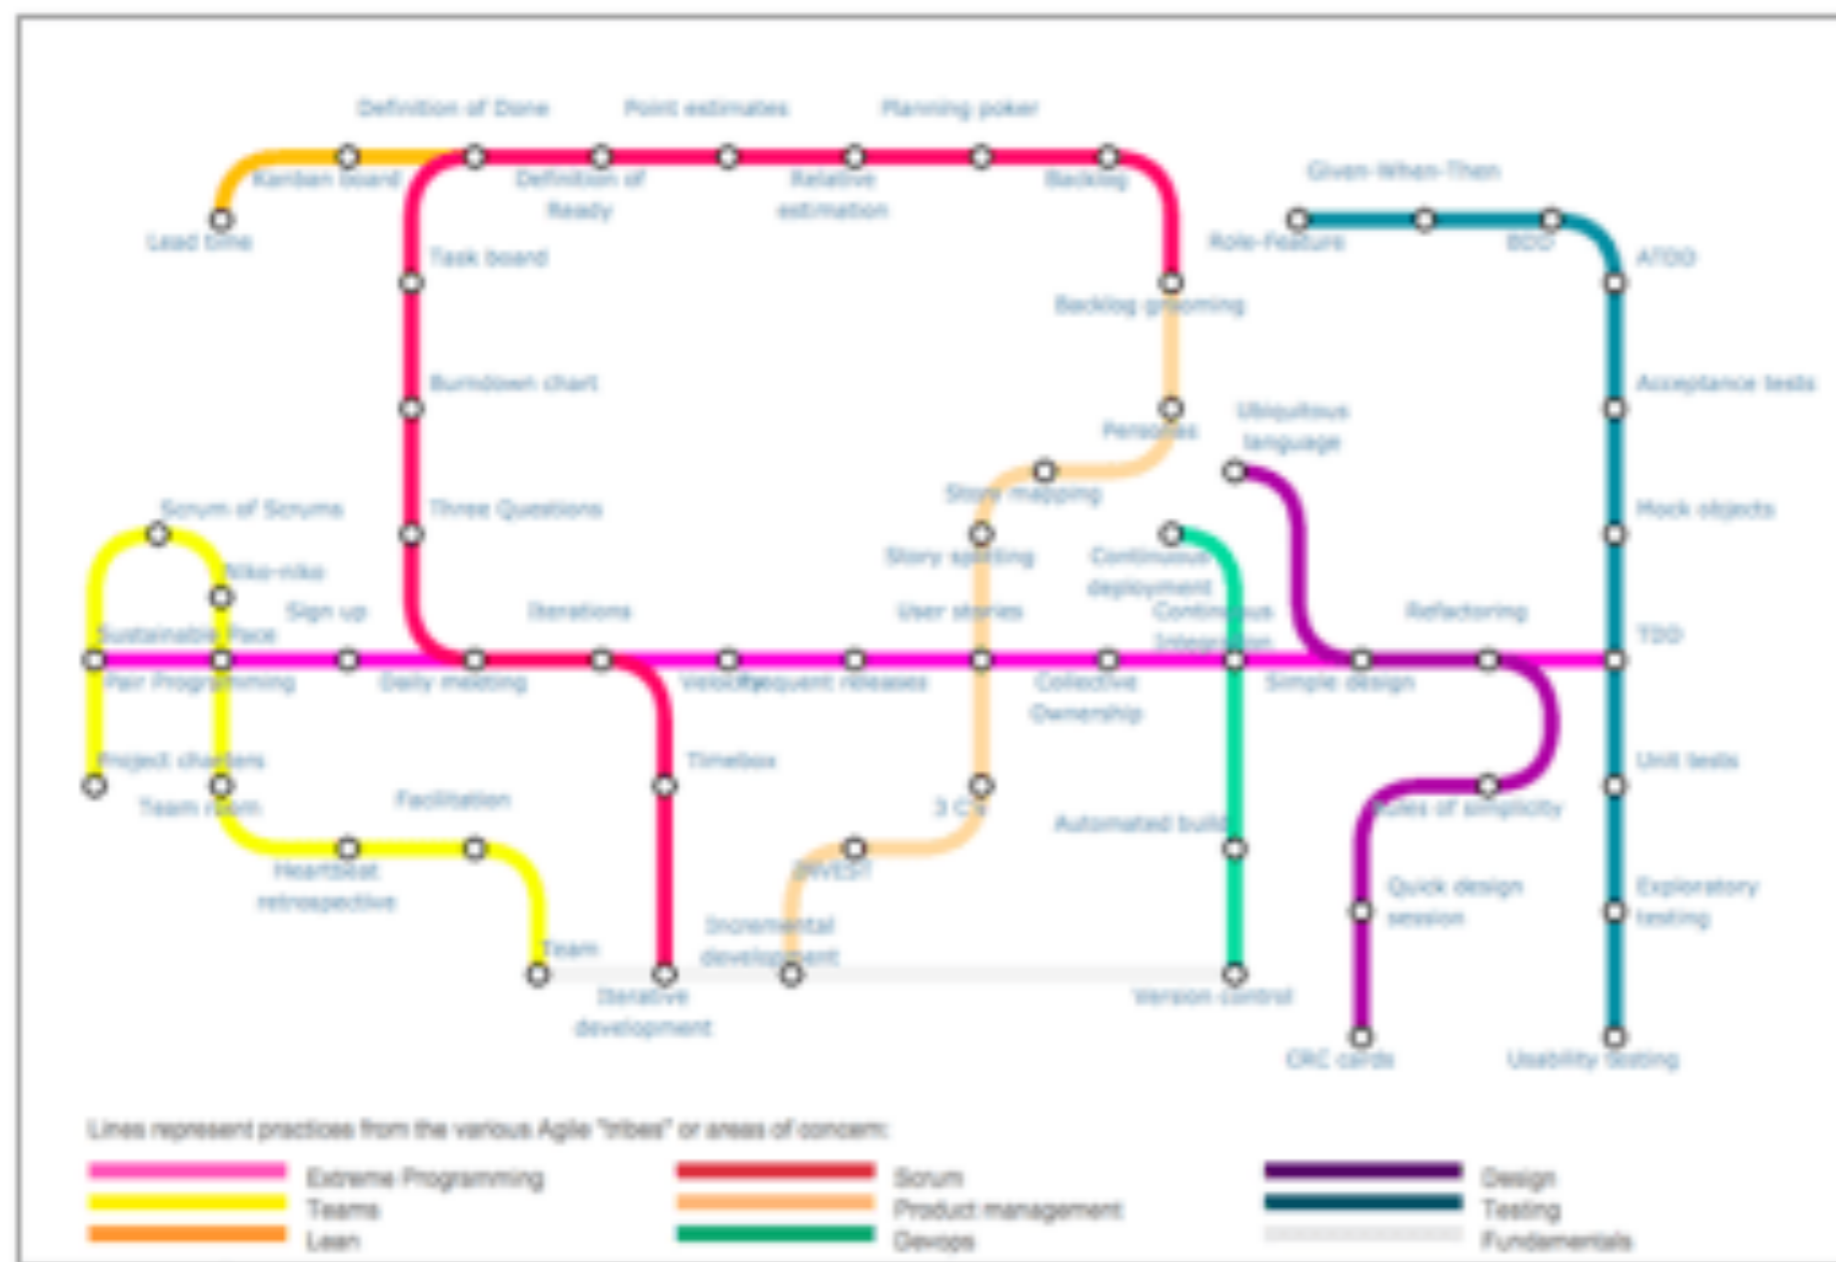 Definition of Done
Point estimates
Planning poker
Given-When-Then
Kanban board
Definition of
Ready
Relative
estimation
Backlog
Lead time
Role-Feature
BDD
Task board
ATDD
Backlog grooming
Burndown chart
Acceptance tests
Personas
Ubiquitous
language
Story mapping
Scrum of Scrums
Three Questions
Mock objects
Story splitting
Continuous
deployment
Niko-niko
Sign up
Iterations
User stories
Continuous
Integration
Refactoring
Sustainable Pace
TDD
Pair Programming
Daily meeting
Velocity
Frequent releases
Collective
Ownership
Simple design
Project charters
Timebox
Unit tests
Team room
Facilitation
3 C's
Automated build
Rules of simplicity
Heartbeat
retrospective
INVEST
Quick design
session
Exploratory
testing
Incremental
development
Team
Iterative
development
Version control
CRC cards
Usability testing
Lines represent practices from the various Agile "tribes" or areas of concern:
Extreme Programming
Scrum
Design
Teams
Product management
Testing
Lean
Devops
Fundamentals